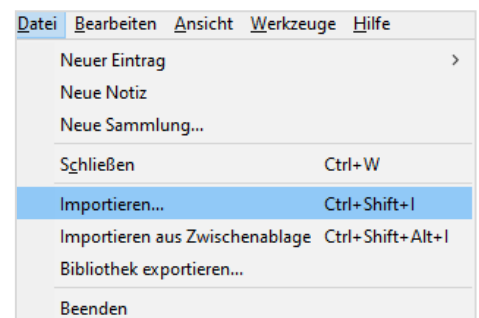 Datei Bearbeiten Ansicht Werkzeuge Hilfe
Neuer Eintrag >
Neue Notiz
Neue Sammlung...
Schließen Ctrl+W
Importieren... Ctrl+Shift+I
Importieren aus Zwischenablage Ctrl+Shift+Alt+I
Bibliothek exportieren...
Beenden